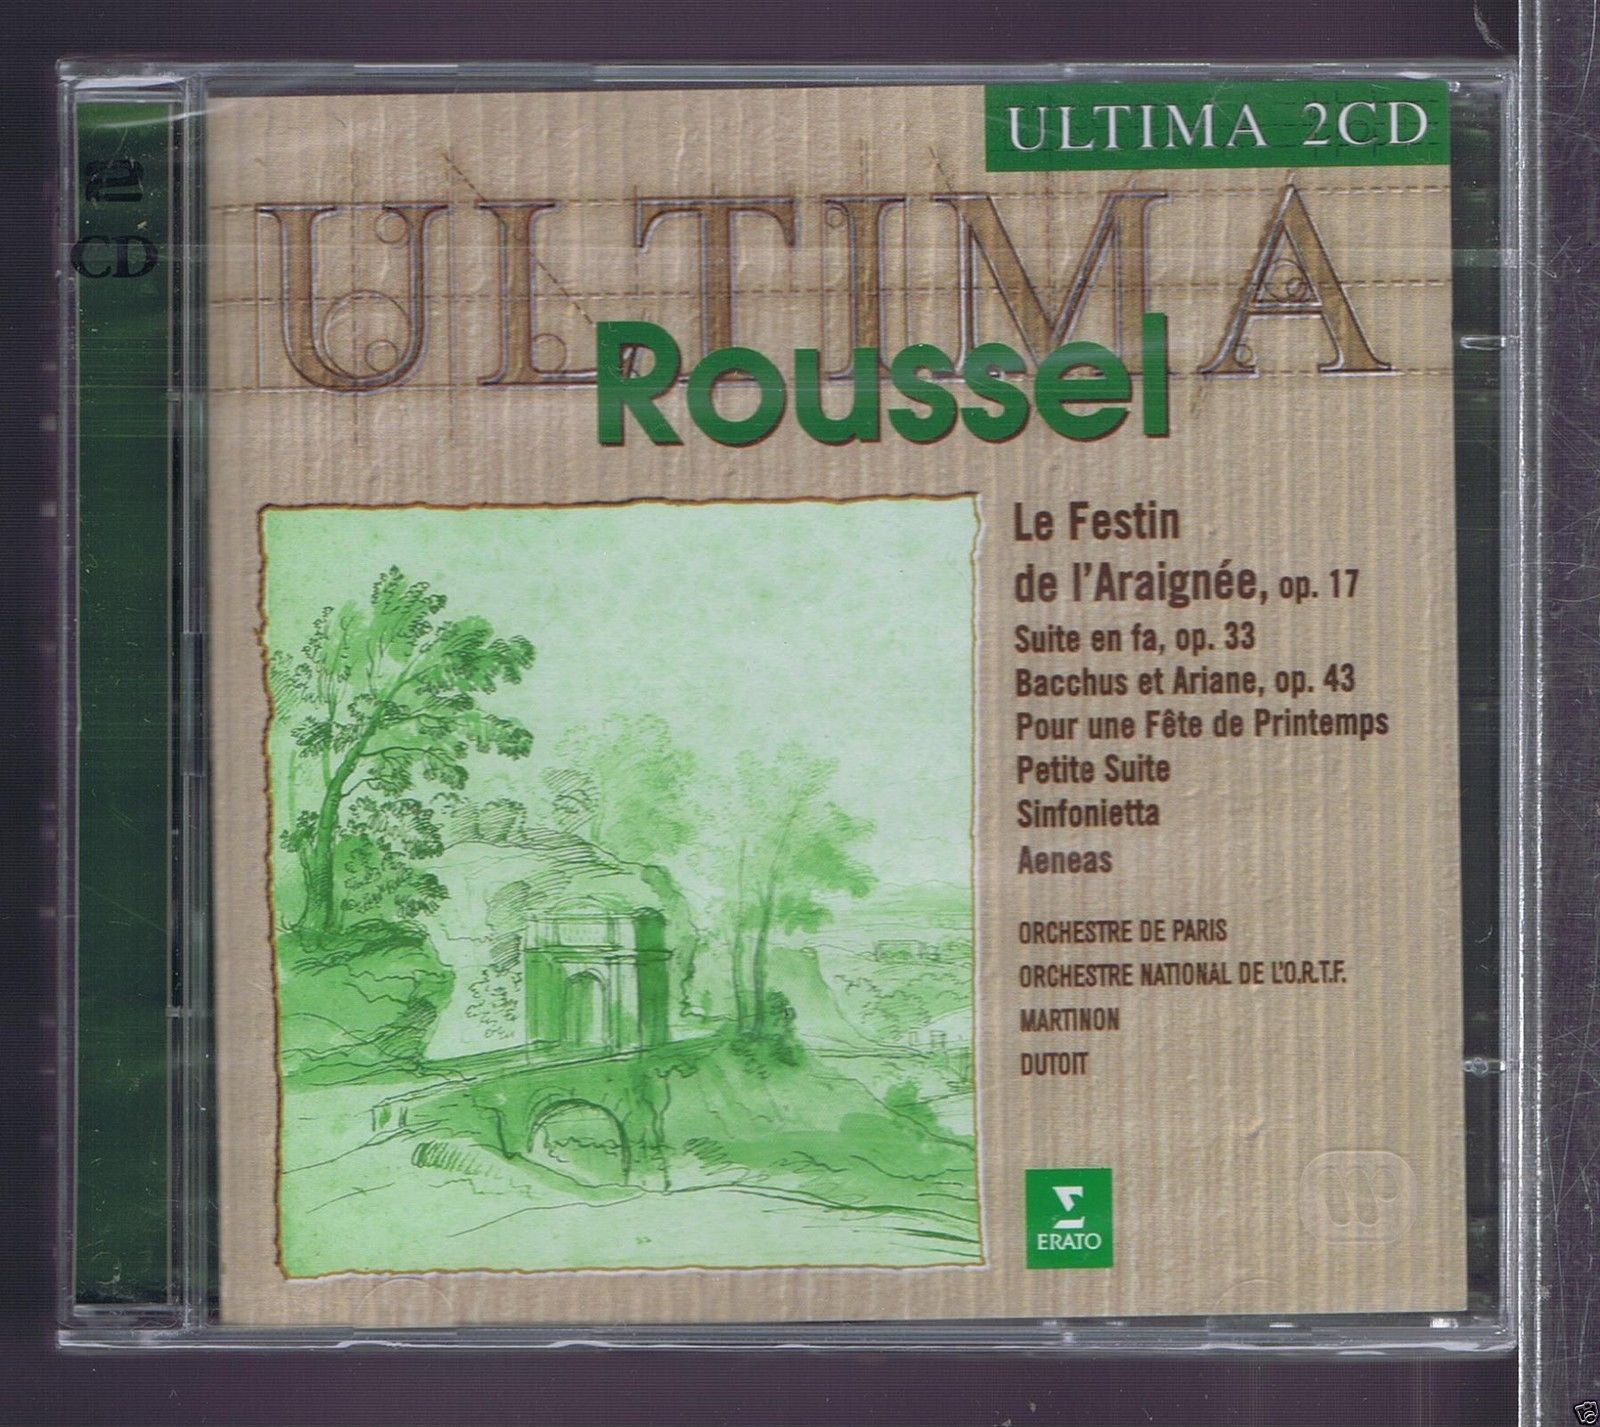 ULTIMA 2CD
2
CD
ULTIMA
Roussel
Le Festin
de l'Araignée, op. 17
Suite en fa, op. 33
Bacchus et Ariane, op. 43
Pour une Fête de Printemps
Petite Suite
Sinfonietta
Aeneas
ORCHESTRE DE PARIS
ORCHESTRE NATIONAL DE L'O.R.T.F.
MARTINON
DUTOIT
ERATO